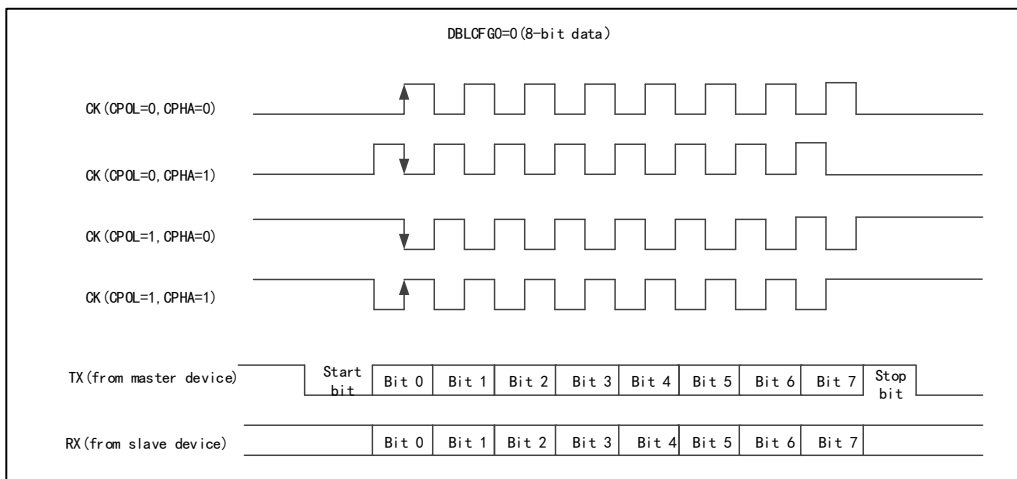 DBLCFG0=0(8-bit data)
CK(CPOL=0,CPHA=0)
CK(CPOL=0,CPHA=1)
CK(CPOL=1,CPHA=0)
CK(CPOL=1,CPHA=1)
TX(from master device) Start bit Bit 0 Bit 1 Bit 2 Bit 3 Bit 4 Bit 5 Bit 6 Bit 7 Stop bit
RX(from slave device) Bit 0 Bit 1 Bit 2 Bit 3 Bit 4 Bit 5 Bit 6 Bit 7